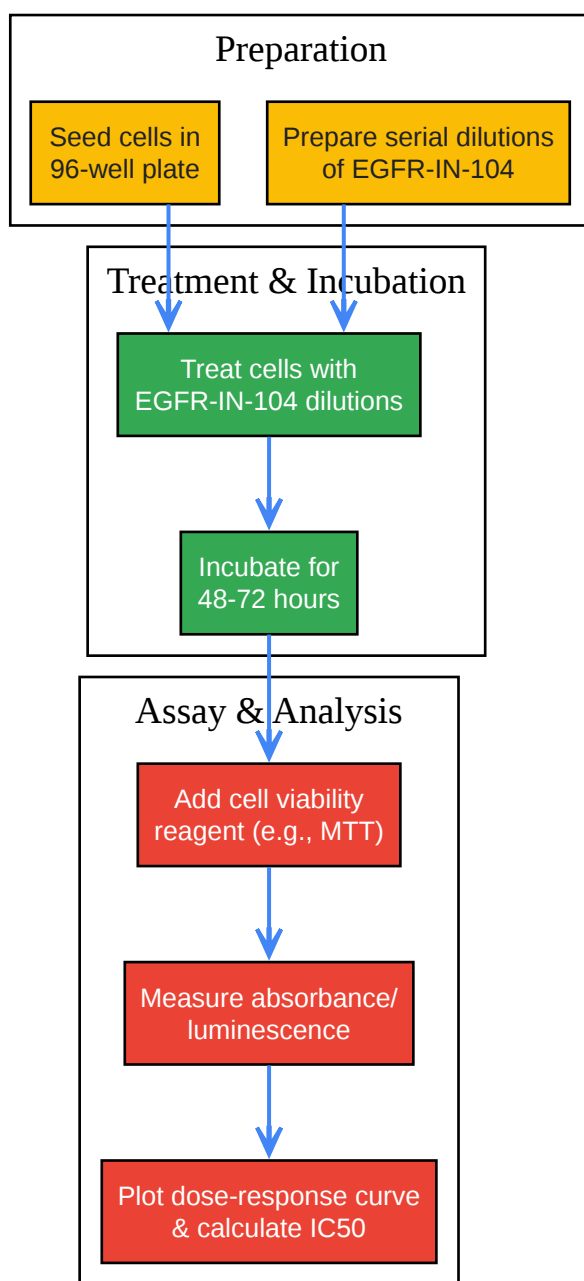 Preparation
Seed cells in
96-well plate
Prepare serial dilutions
of EGFR-IN-104
Treatment & Incubation
Treat cells with
EGFR-IN-104 dilutions
Incubate for
48-72 hours
Assay & Analysis
Add cell viability
reagent (e.g., MTT)
Measure absorbance/
luminescence
Plot dose-response curve
& calculate IC50